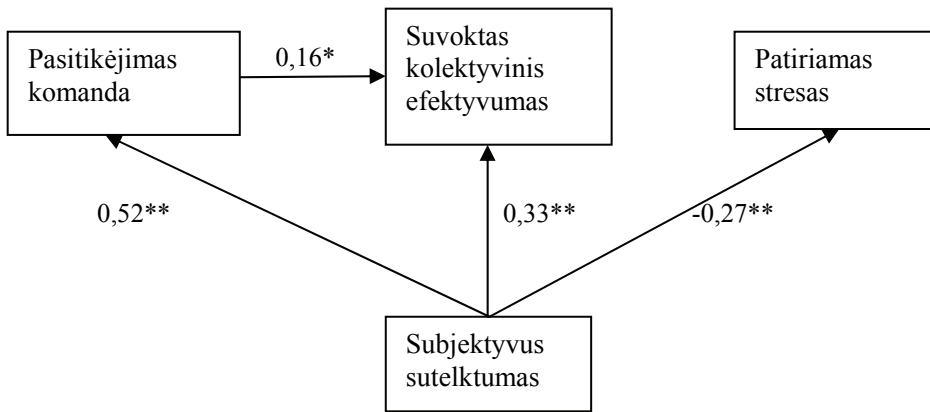 Pasitikėjimas
komanda
0,16*
Suvoktas
kolektyvinis
efektyvumas
Patiriamas
stresas
0,52**
0,33**
-0,27**
Subjektyvus
sutelktumas